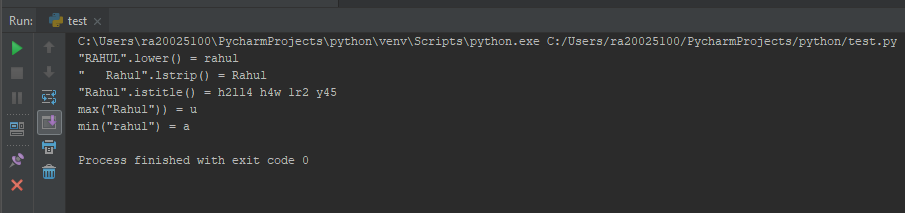 Run: test
C:\Users\ra20025100\PycharmProjects\python\venv\Scripts\python.exe C:/Users/ra20025100/PycharmProjects/python/test.py
"RAHUL".lower() = rahul
"   Rahul".lstrip() = Rahul
"Rahul".istitle() = h2ll4 h4w 1r2 y45
max("Rahul")) = u
min("rahul") = a
Process finished with exit code 0